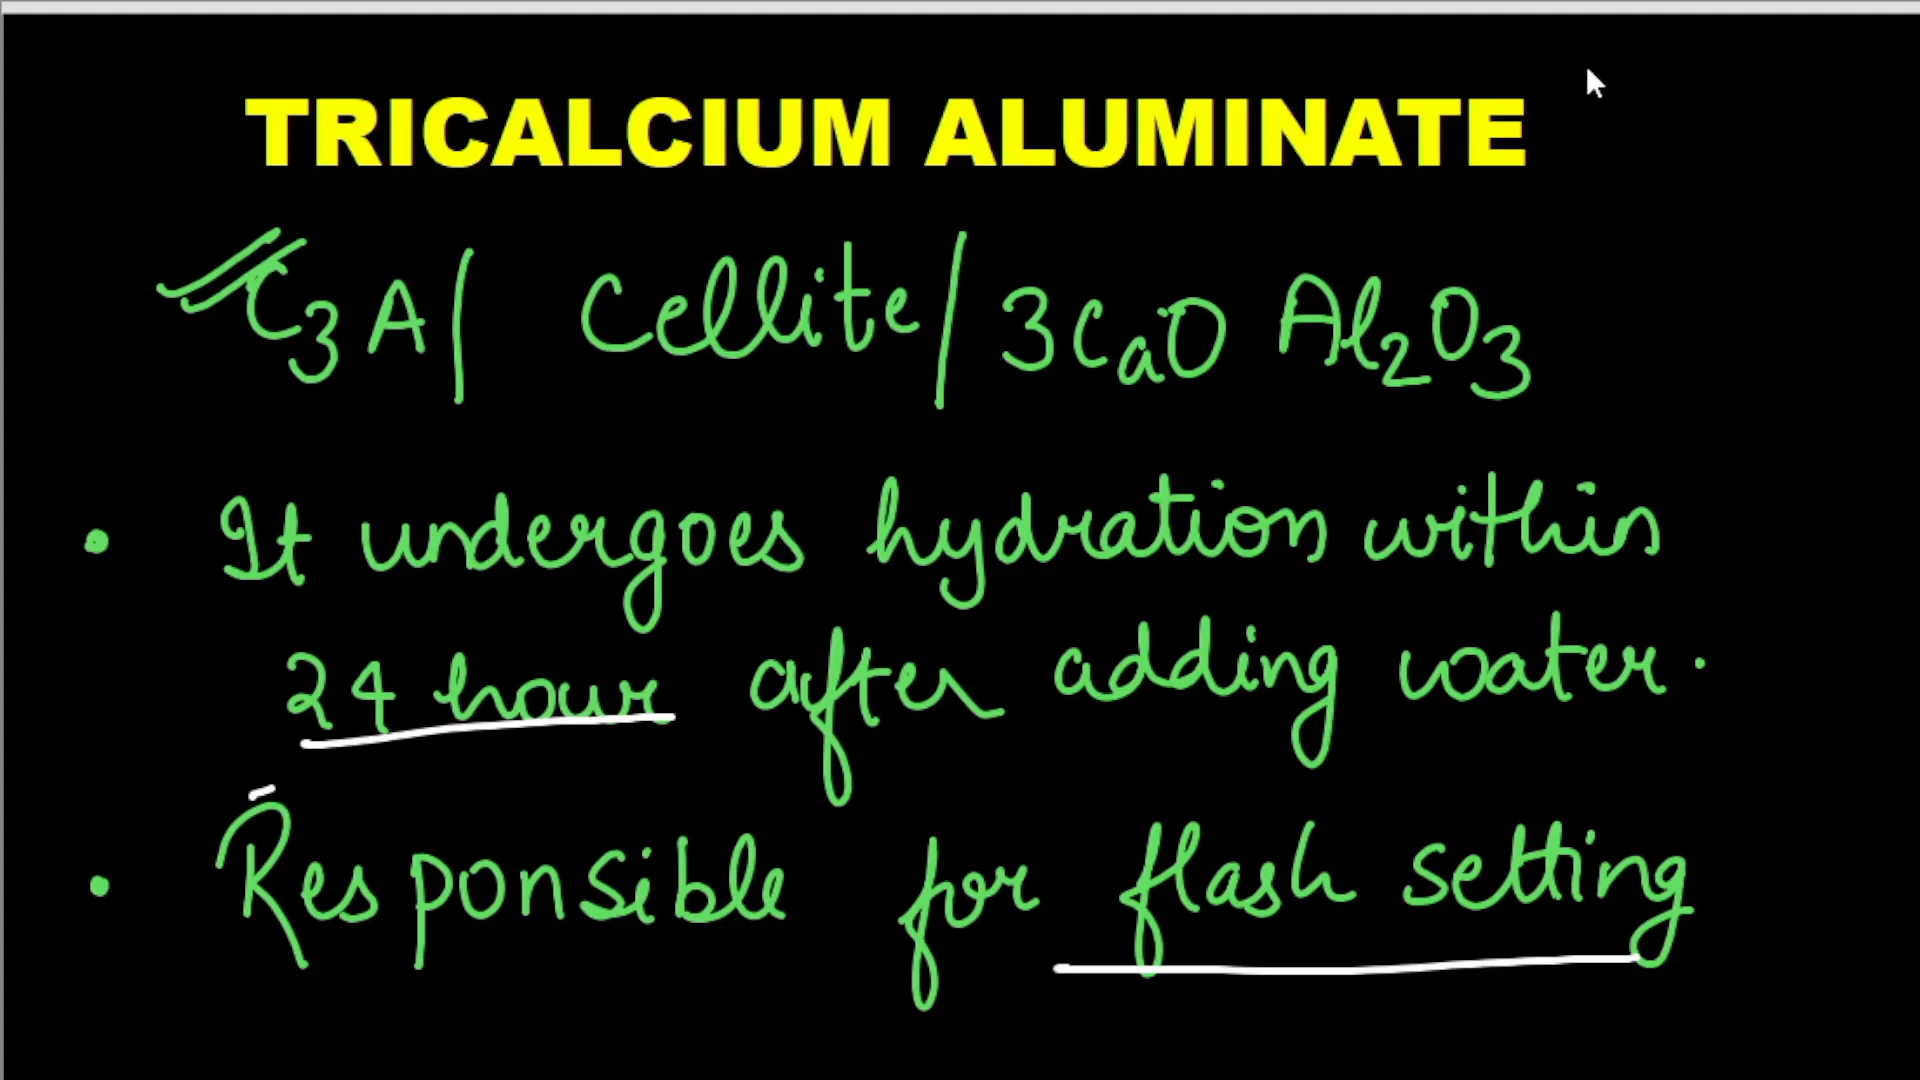 TRICALCIUM ALUMINATE
C₃A / Cellite / 3CaO Al₂O₃
• It undergoes hydration within
24 hour after adding water.
• Responsible for flash setting